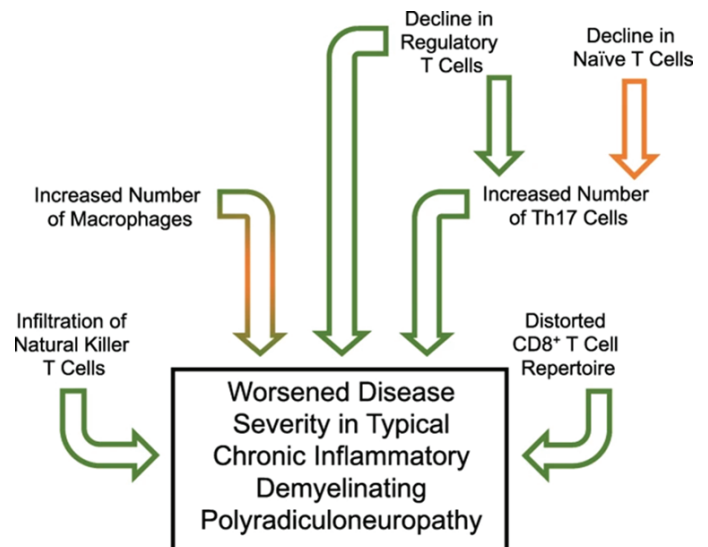 Decline in
Regulatory
T Cells
Decline in
Naïve T Cells
Increased Number
of Macrophages
Increased Number
of Th17 Cells
Infiltration of
Natural Killer
T Cells
Distorted
CD8⁺ T Cell
Repertoire
Worsened Disease
Severity in Typical
Chronic Inflammatory
Demyelinating
Polyradiculoneuropathy